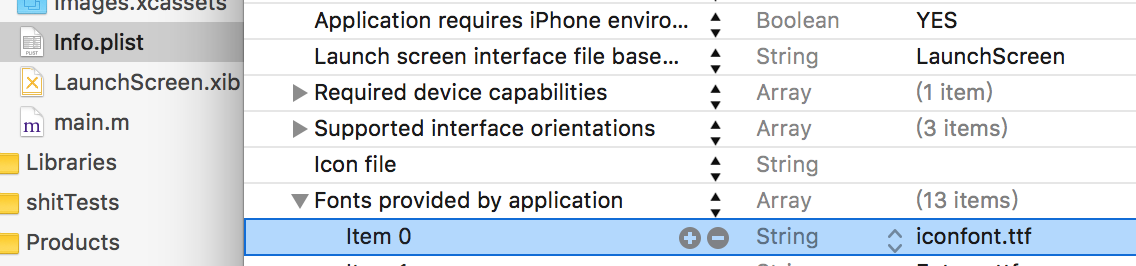 Images.xcassets
Application requires iPhone enviro... Boolean YES
Info.plist
PLIST
Launch screen interface file base... String LaunchScreen
LaunchScreen.xib
Required device capabilities Array (1 item)
m main.m
Supported interface orientations Array (3 items)
Libraries
Icon file String
shitTests
Fonts provided by application Array (13 items)
Products
Item 0 String iconfont.ttf